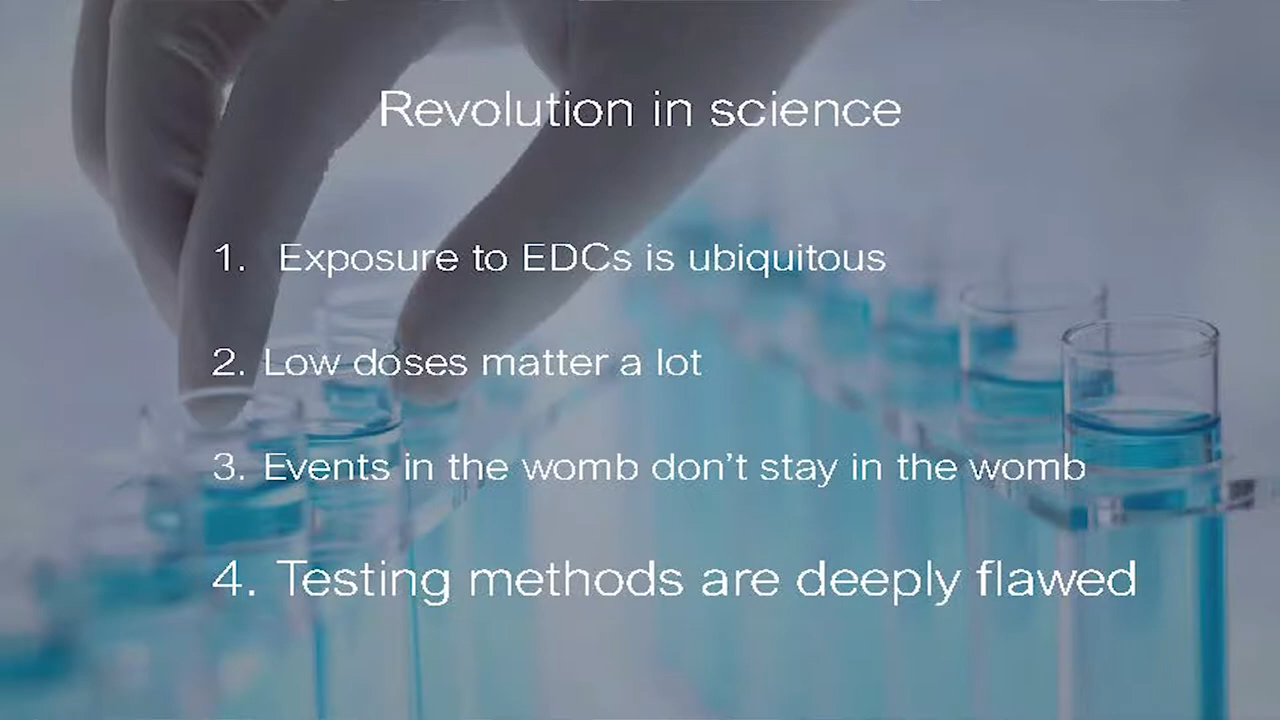 Revolution in science
1. Exposure to EDCs is ubiquitous
2. Low doses matter a lot
3. Events in the womb don't stay in the womb
4. Testing methods are deeply flawed